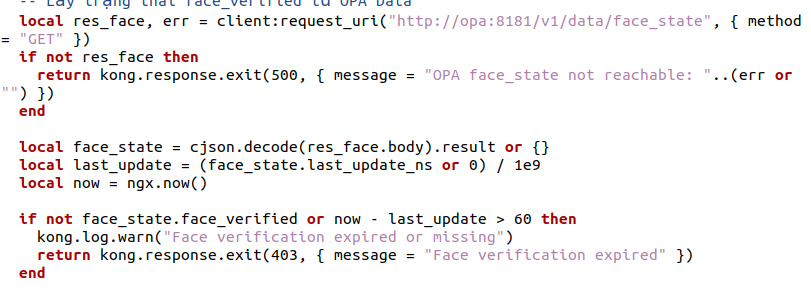 -- Lấy trạng thái face_verified từ OPA Data
local res_face, err = client:request_uri("http://opa:8181/v1/data/face_state", { method
= "GET" })
if not res_face then
return kong.response.exit(500, { message = "OPA face_state not reachable: "..(err or
"") })
end
local face_state = cjson.decode(res_face.body).result or {}
local last_update = (face_state.last_update_ns or 0) / 1e9
local now = ngx.now()
if not face_state.face_verified or now - last_update > 60 then
kong.log.warn("Face verification expired or missing")
return kong.response.exit(403, { message = "Face verification expired" })
end